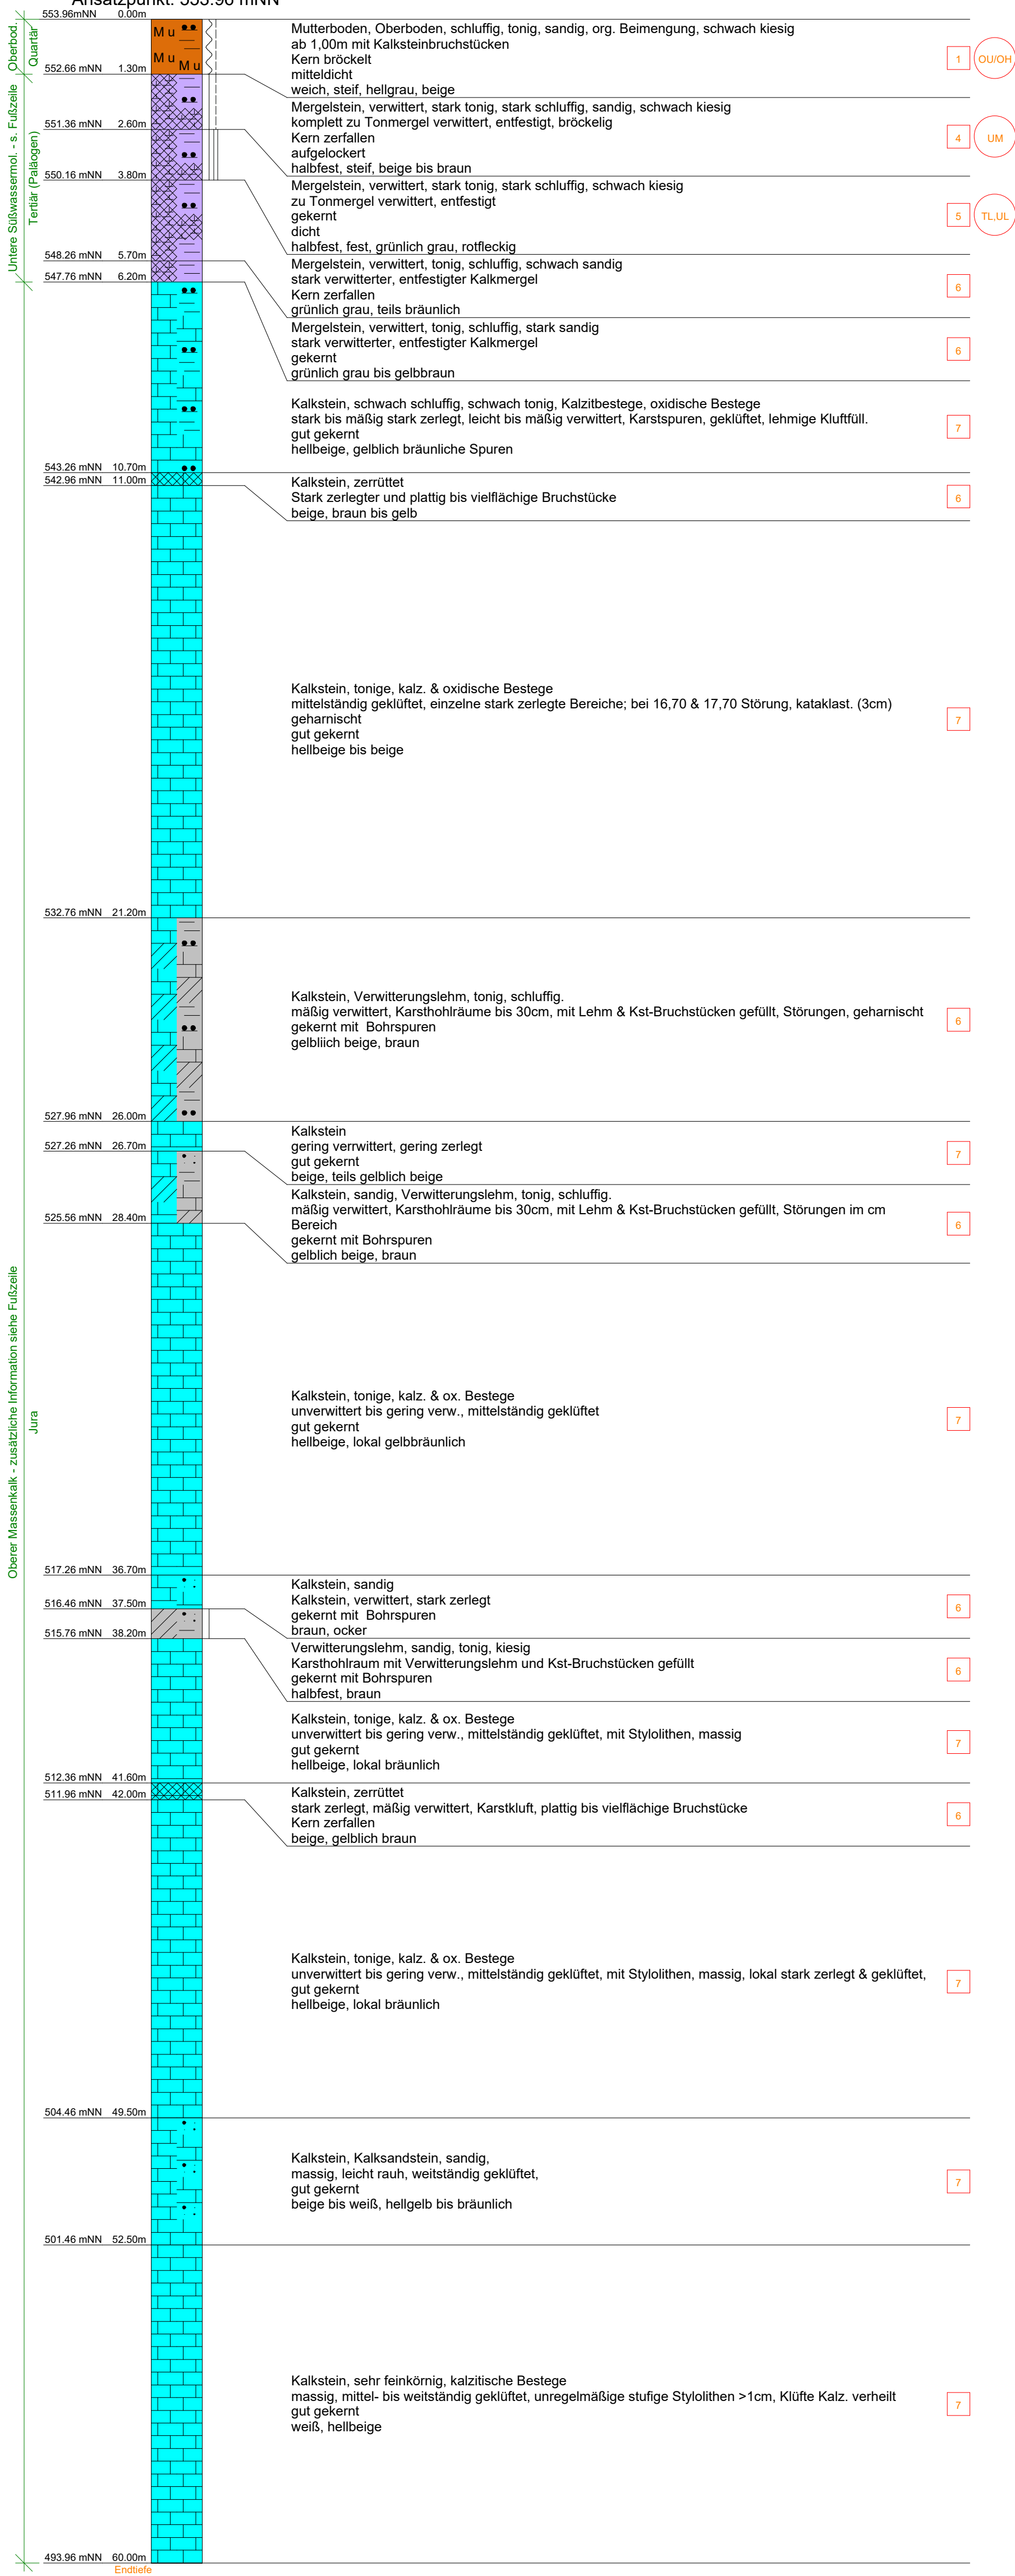 Ansatzpunkt: 553.96 mNN
553.96mNN 0.00m
Mu
Mu Mu
Mutterboden, Oberboden, schluffig, tonig, sandig, org. Beimengung, schwach kiesig
ab 1,00m mit Kalksteinbruchstücken
Kern bröckelt
mitteldicht
weich, steif, hellgrau, beige
1 OU/OH
Oberbod.
Quartär
552.66 mNN 1.30m
Mergelstein, verwittert, stark tonig, stark schluffig, sandig, schwach kiesig
komplett zu Tonmergel verwittert, entfestigt, bröckelig
Kern zerfallen
aufgelockert
halbfest, steif, beige bis braun
4 UM
551.36 mNN 2.60m
Untere Süßwassermol. - s. Fußzeile
Tertiär (Paläogen)
Mergelstein, verwittert, stark tonig, stark schluffig, schwach kiesig
zu Tonmergel verwittert, entfestigt
gekernt
dicht
halbfest, fest, grünlich grau, rotfleckig
5 TL,UL
550.16 mNN 3.80m
Mergelstein, verwittert, tonig, schluffig, schwach sandig
stark verwitterter, entfestigter Kalkmergel
Kern zerfallen
grünlich grau, teils bräunlich
6
548.26 mNN 5.70m
Mergelstein, verwittert, tonig, schluffig, stark sandig
stark verwitterter, entfestigter Kalkmergel
gekernt
grünlich grau bis gelbbraun
6
547.76 mNN 6.20m
Kalkstein, schwach schluffig, schwach tonig, Kalzitbestege, oxidische Bestege
stark bis mäßig stark zerlegt, leicht bis mäßig verwittert, Karstspuren, geklüftet, lehmige Kluftfüll.
gut gekernt
hellbeige, gelblich bräunliche Spuren
7
543.26 mNN 10.70m
542.96 mNN 11.00m
Kalkstein, zerrüttet
Stark zerlegter und plattig bis vielflächige Bruchstücke
beige, braun bis gelb
6
Kalkstein, tonige, kalz. & oxidische Bestege
mittelständig geklüftet, einzelne stark zerlegte Bereiche; bei 16,70 & 17,70 Störung, kataklast. (3cm)
geharnischt
gut gekernt
hellbeige bis beige
7
532.76 mNN 21.20m
Kalkstein, Verwitterungslehm, tonig, schluffig.
mäßig verwittert, Karsthohlräume bis 30cm, mit Lehm & Kst-Bruchstücken gefüllt, Störungen, geharnischt
gekernt mit Bohrspuren
gelbliich beige, braun
6
527.96 mNN 26.00m
Kalkstein
gering verrwittert, gering zerlegt
gut gekernt
beige, teils gelblich beige
7
527.26 mNN 26.70m
Kalkstein, sandig, Verwitterungslehm, tonig, schluffig.
mäßig verwittert, Karsthohlräume bis 30cm, mit Lehm & Kst-Bruchstücken gefüllt, Störungen im cm
Bereich
gekernt mit Bohrspuren
gelblich beige, braun
6
525.56 mNN 28.40m
Oberer Massenkalk - zusätzliche Information siehe Fußzeile
Jura
Kalkstein, tonige, kalz. & ox. Bestege
unverwittert bis gering verw., mittelständig geklüftet
gut gekernt
hellbeige, lokal gelbbräunlich
7
517.26 mNN 36.70m
Kalkstein, sandig
Kalkstein, verwittert, stark zerlegt
gekernt mit Bohrspuren
braun, ocker
6
516.46 mNN 37.50m
Verwitterungslehm, sandig, tonig, kiesig
Karsthohlraum mit Verwitterungslehm und Kst-Bruchstücken gefüllt
gekernt mit Bohrspuren
halbfest, braun
6
515.76 mNN 38.20m
Kalkstein, tonige, kalz. & ox. Bestege
unverwittert bis gering verw., mittelständig geklüftet, mit Stylolithen, massig
gut gekernt
hellbeige, lokal bräunlich
7
512.36 mNN 41.60m
511.96 mNN 42.00m
Kalkstein, zerrüttet
stark zerlegt, mäßig verwittert, Karstkluft, plattig bis vielflächige Bruchstücke
Kern zerfallen
beige, gelblich braun
6
Kalkstein, tonige, kalz. & ox. Bestege
unverwittert bis gering verw., mittelständig geklüftet, mit Stylolithen, massig, lokal stark zerlegt & geklüftet,
gut gekernt
hellbeige, lokal bräunlich
7
504.46 mNN 49.50m
Kalkstein, Kalksandstein, sandig,
massig, leicht rauh, weitständig geklüftet,
gut gekernt
beige bis weiß, hellgelb bis bräunlich
7
501.46 mNN 52.50m
Kalkstein, sehr feinkörnig, kalzitische Bestege
massig, mittel- bis weitständig geklüftet, unregelmäßige stufige Stylolithen >1cm, Klüfte Kalz. verheilt
gut gekernt
weiß, hellbeige
7
493.96 mNN 60.00m
Endtiefe